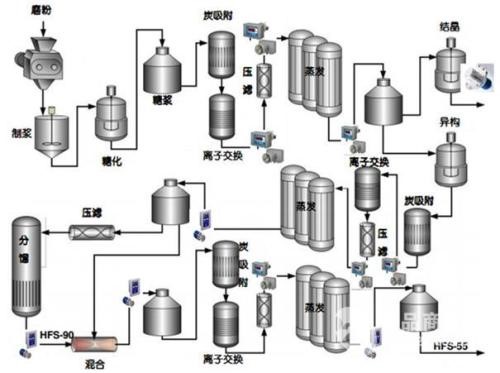 磨粉
制浆
糖化
糖浆
炭吸附
离子交换
压滤
蒸发
结晶
异构
炭吸附
离子交换
压滤
蒸发
压滤
分馏
HFS-90
混合
炭吸附
离子交换
压滤
蒸发
HFS-55